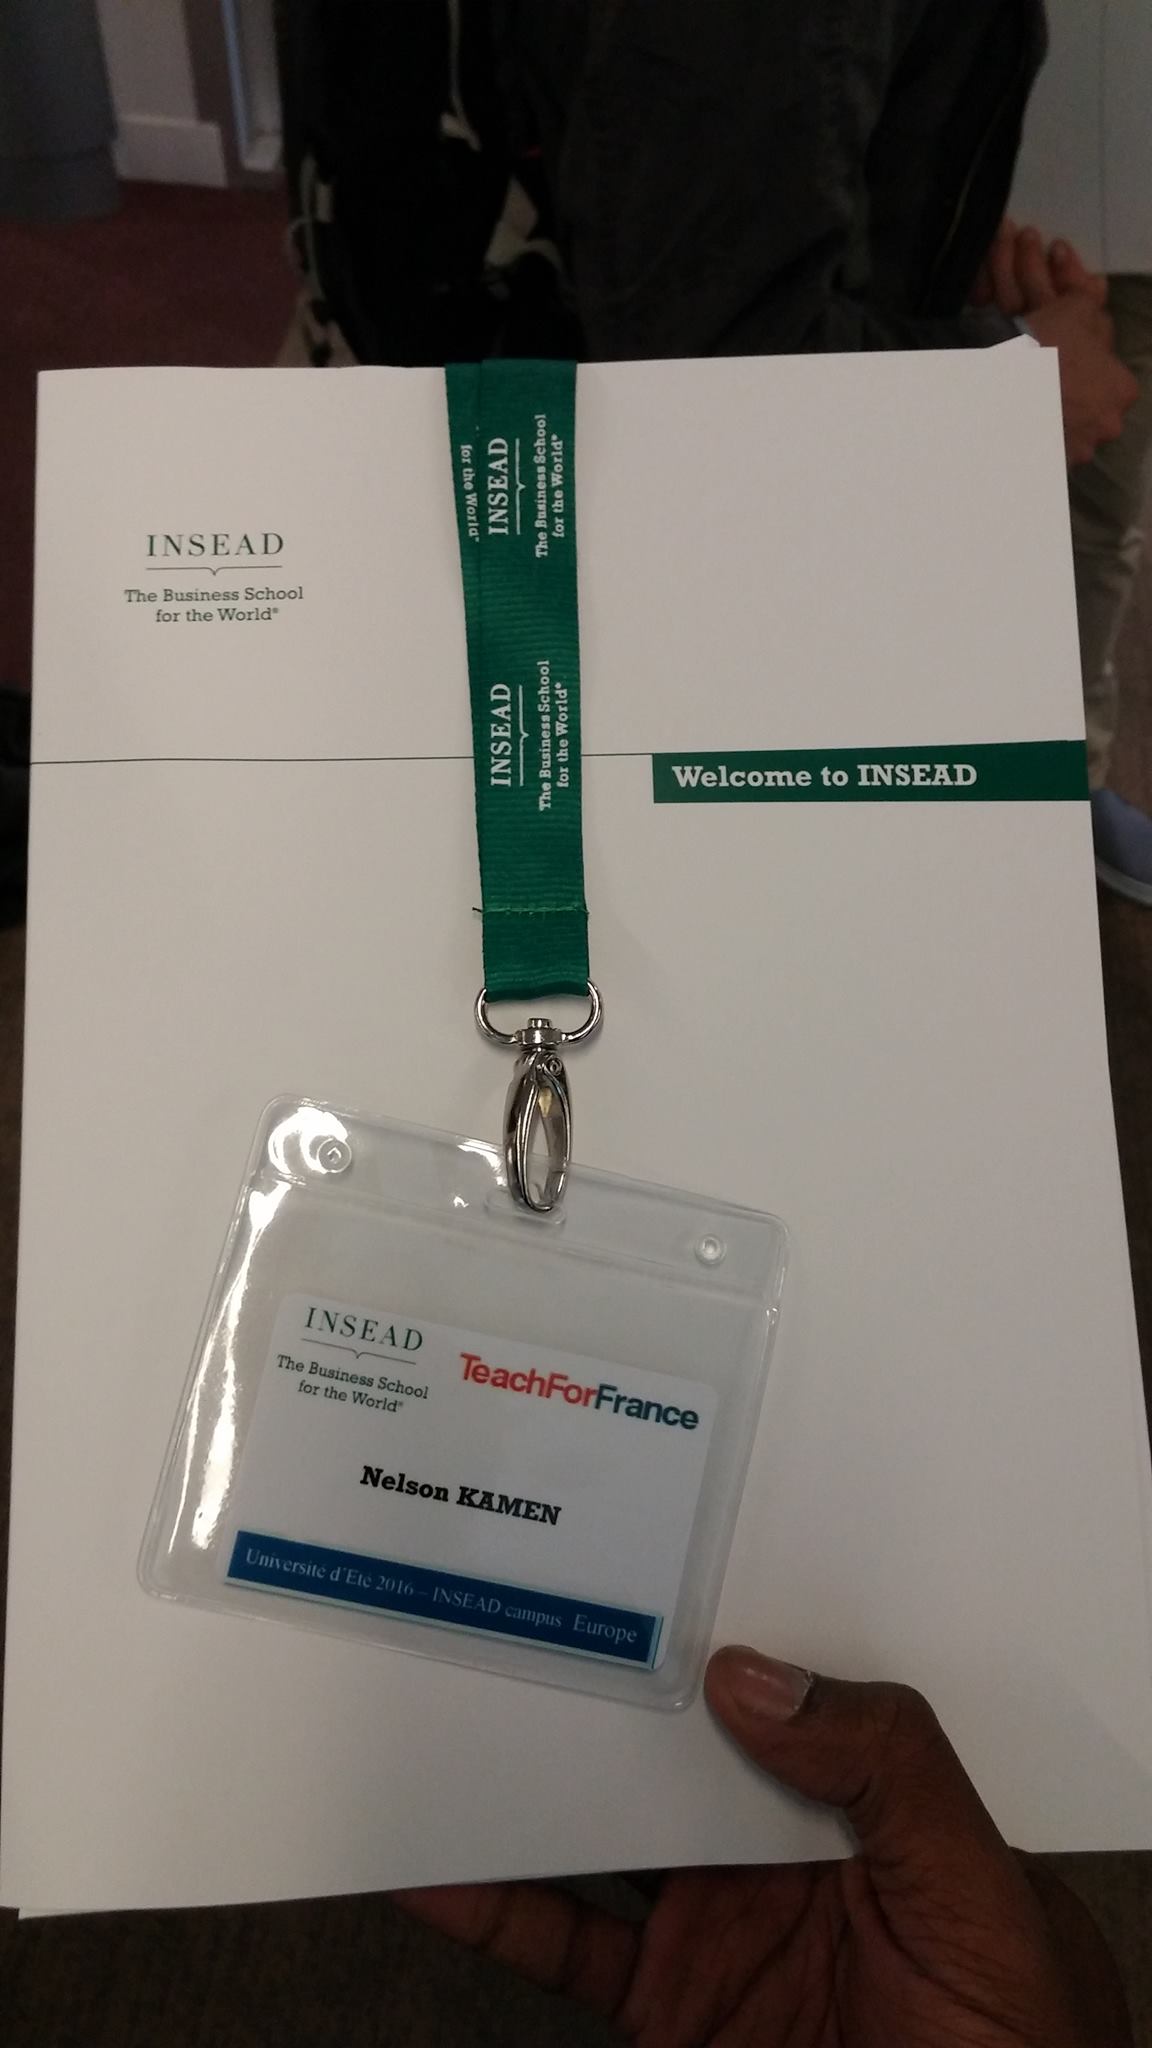 INSEAD
The Business School
for the World®
for the World®
INSEAD
The Business School
for the World®
INSEAD
The Business School
for the World®
Welcome to INSEAD
INSEAD
The Business School
for the World®
TeachForFrance
Nelson KAMEN
Université d'Eté 2016 – INSEAD campus Europe